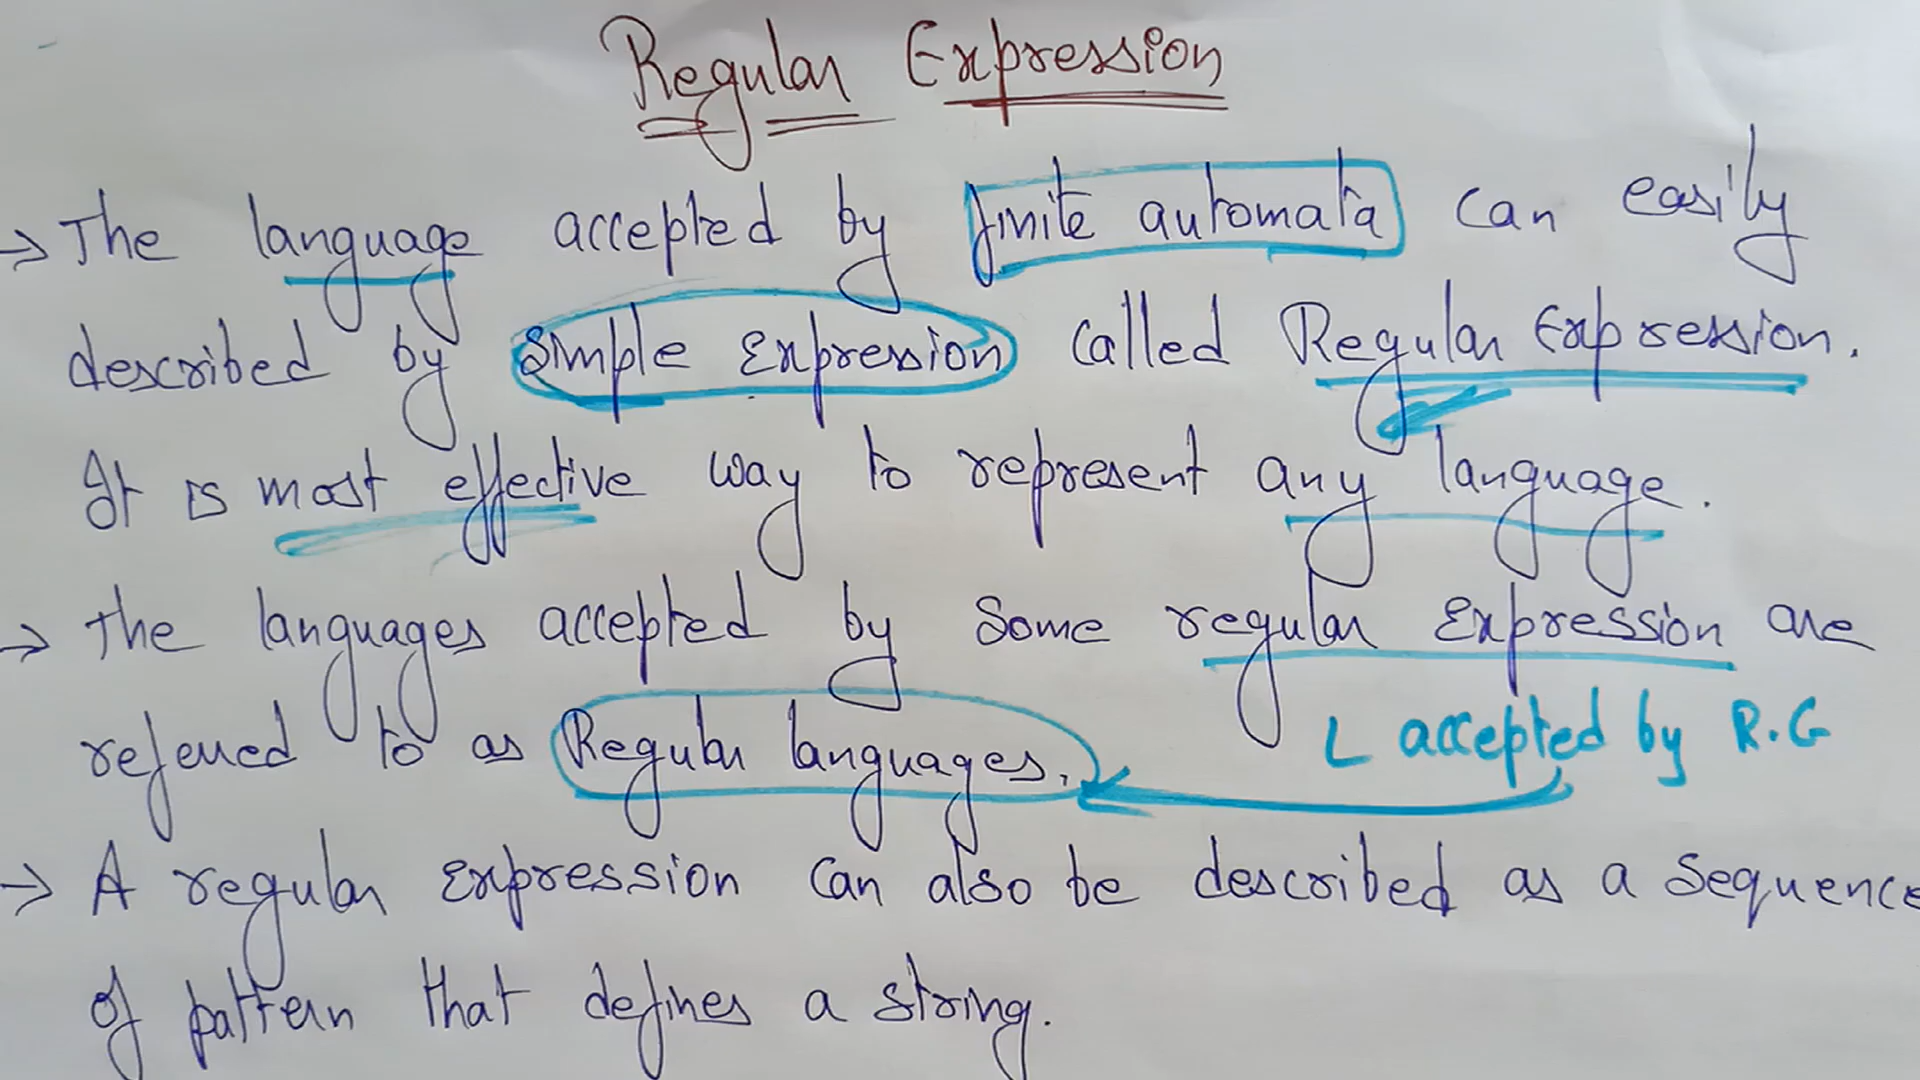 Regular Expression
→ The language accepted by finite automata can easily
described by simple Expression called Regular Expression.
It is most effective way to represent any language.
→ The languages accepted by some regular expression are
referred to as Regular languages.
L accepted by R.G
→ A regular expression can also be described as a sequence
of pattern that defines a string.